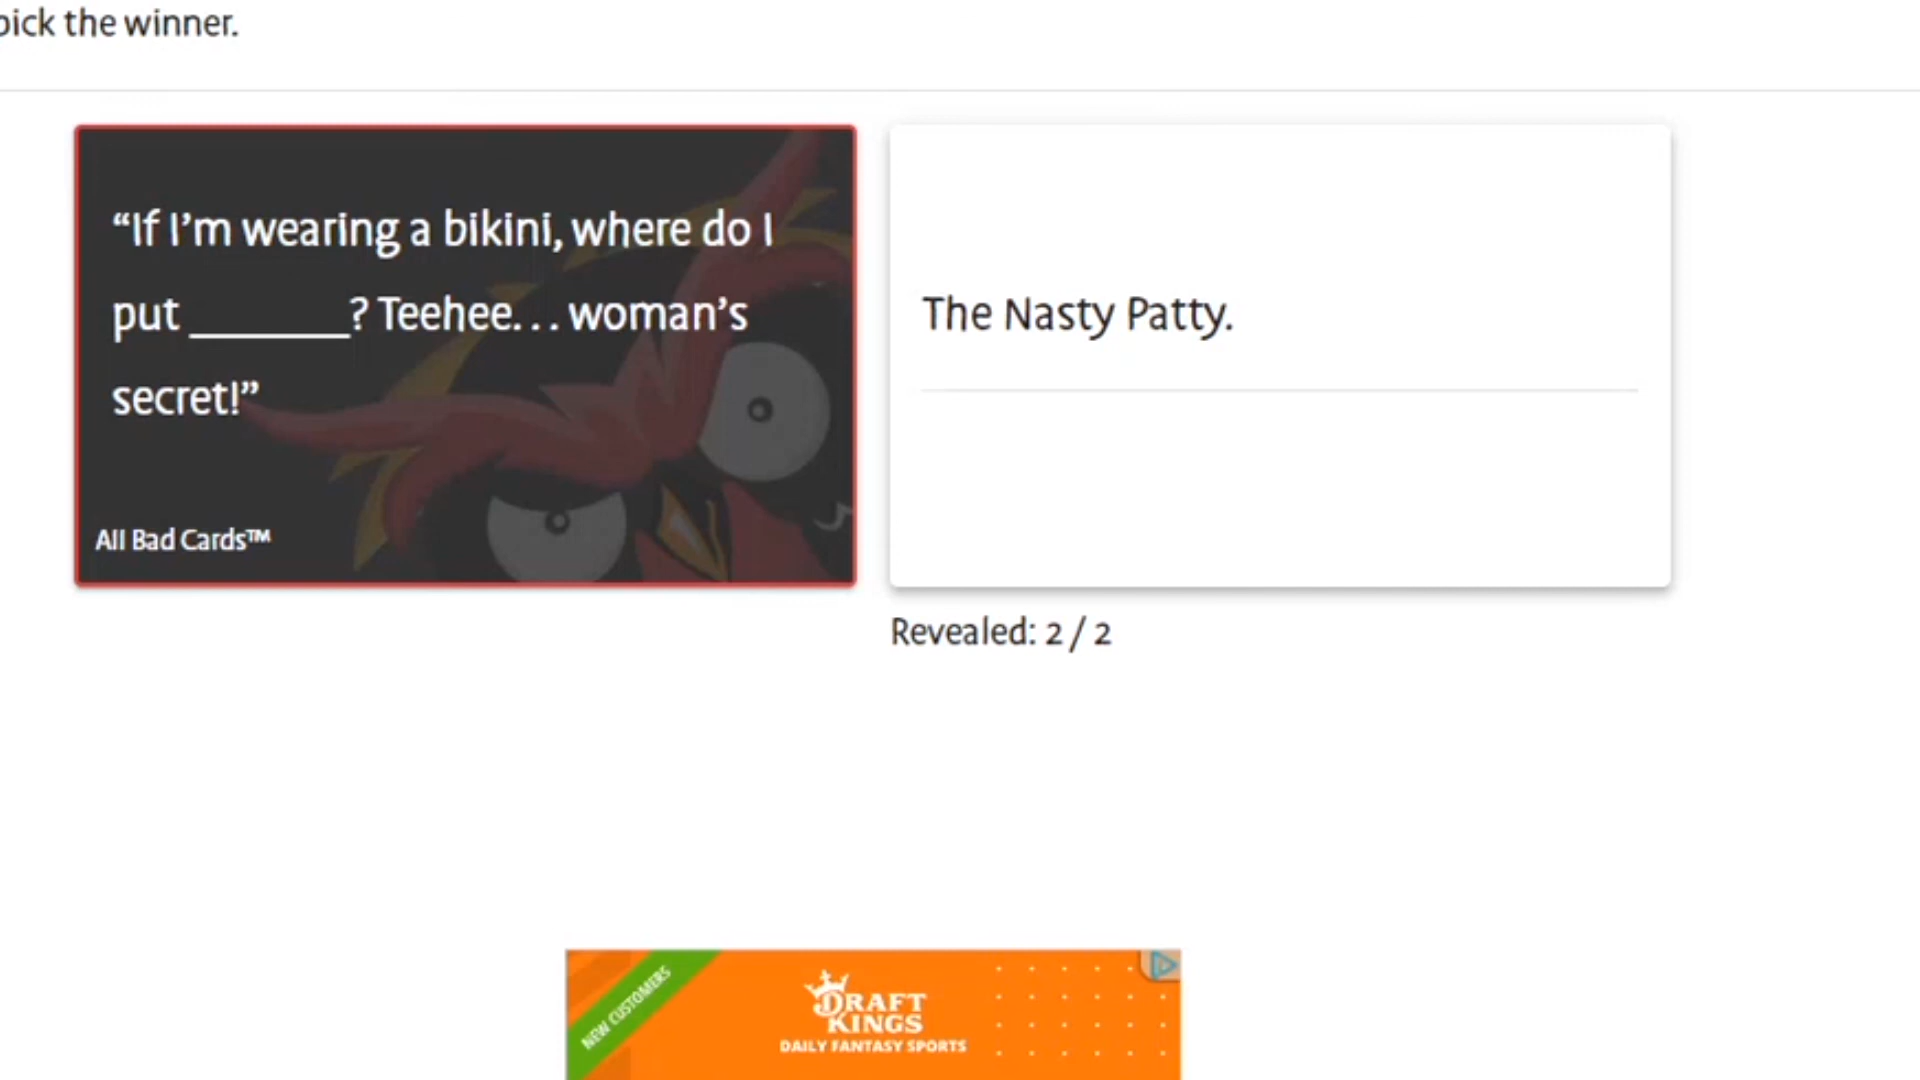 pick the winner.
“If I’m wearing a bikini, where do I
put _______? Teehee... woman’s
secret!”
All Bad Cards™
The Nasty Patty.
Revealed: 2 / 2
NEW CUSTOMERS
DRAFT
KINGS
DAILY FANTASY SPORTS